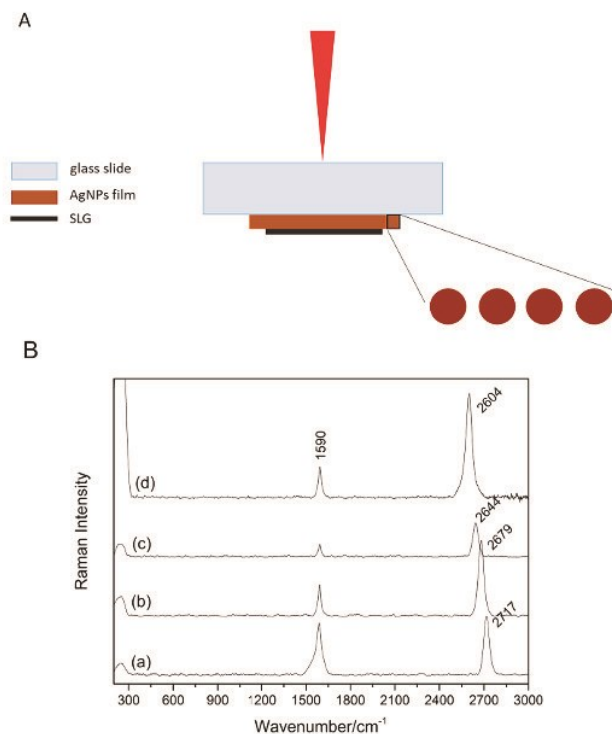 A
glass slide
AgNPs film
SLG
B
2604
1590
(d)
2644
2679
(c)
(b)
2717
(a)
Raman Intensity
300 900 1200 1500 1800 2100 2400 2700 3000
Wavenumber/cm⁻¹